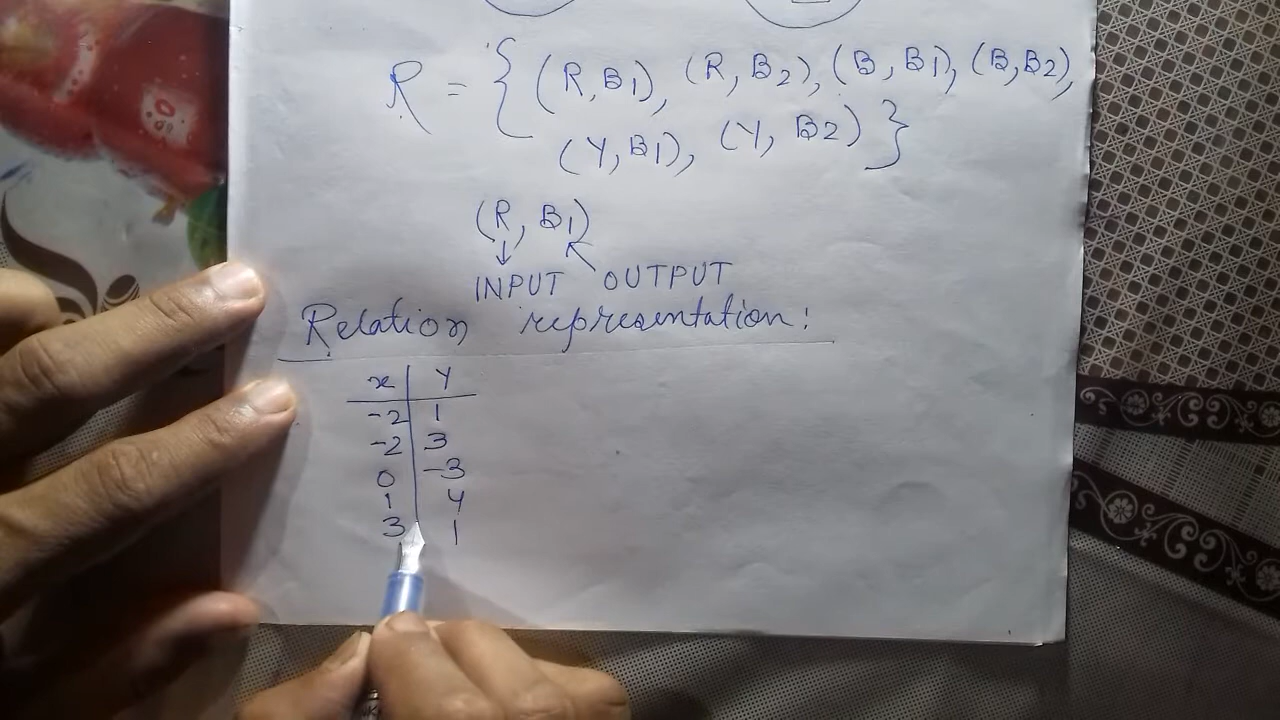 R = { (R,B1), (R,B2), (B,B1), (B,B2),
(Y,B1), (Y,B2) }
(R, B1)
INPUT OUTPUT
Relation representation:
x | Y
-2 | 1
-2 | 3
0 | -3
1 | 4
3 | 1